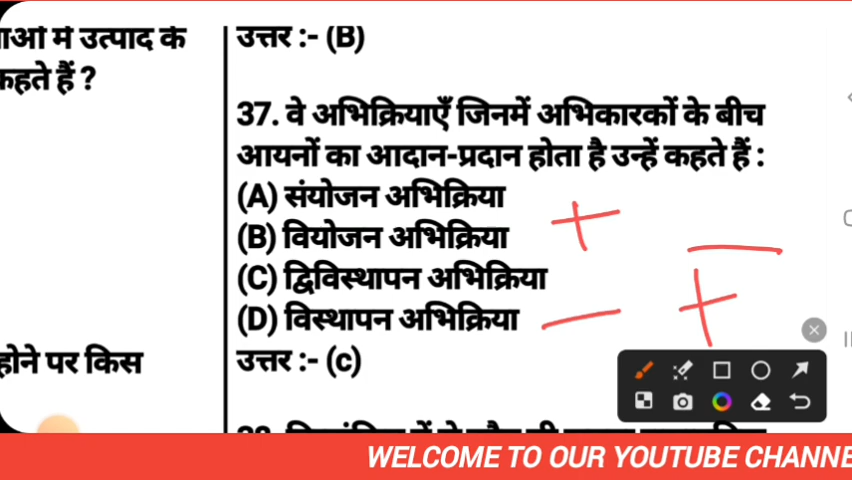 उत्पाद के
कहते हैं ?
होने पर किस
उत्तर :- (B)
37. वे अभिक्रियाएँ जिनमें अभिकारकों के बीच
आयनों का आदान-प्रदान होता है उन्हें कहते हैं :
(A) संयोजन अभिक्रिया
(B) वियोजन अभिक्रिया
(C) द्विविस्थापन अभिक्रिया
(D) विस्थापन अभिक्रिया
उत्तर :- (c)
+
−
−
+
WELCOME TO OUR YOUTUBE CHANNE